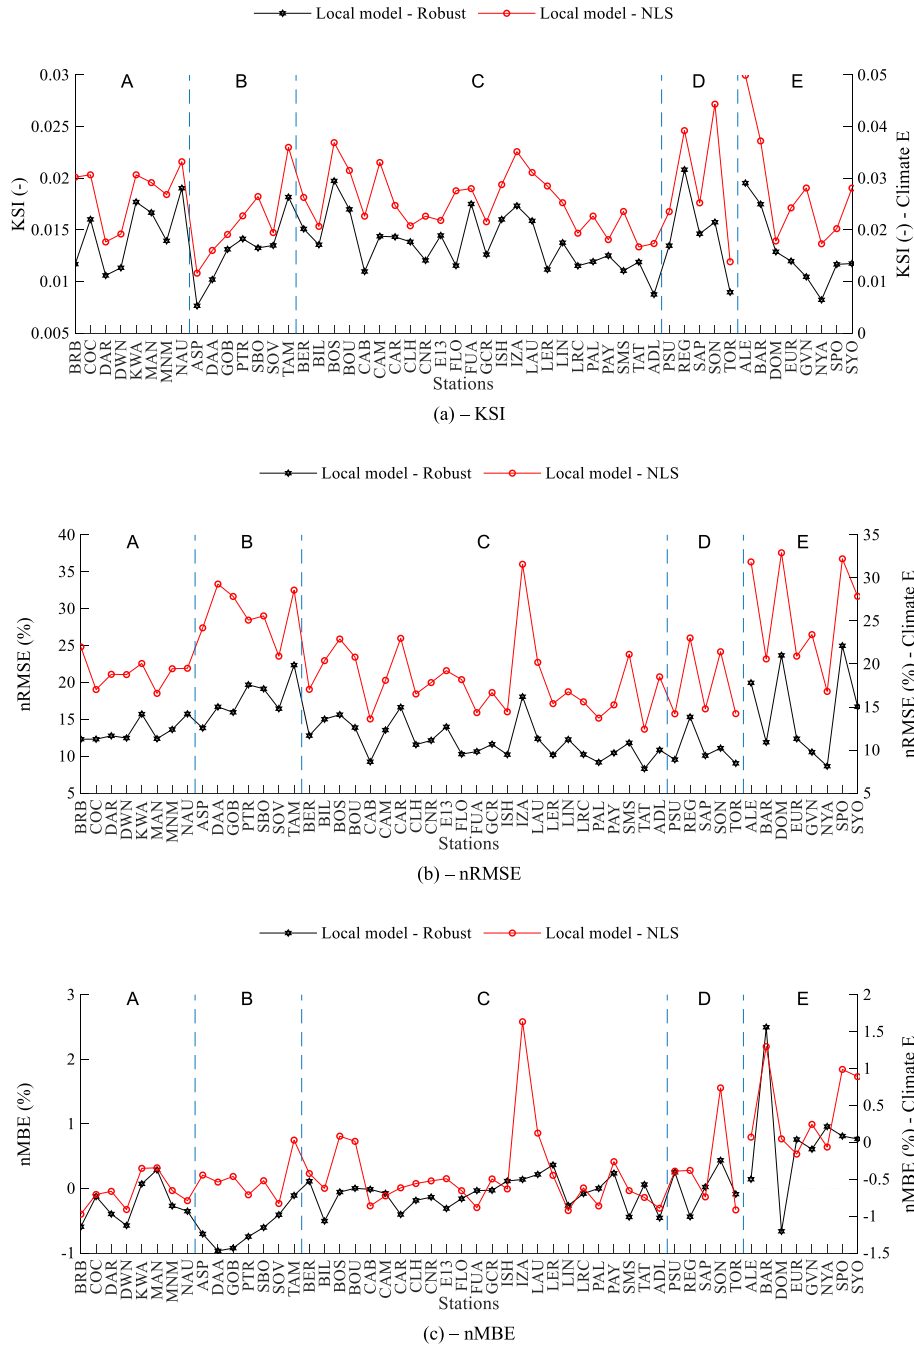 Local model - Robust Local model - NLS
A B C D E
0.03 0.025 0.02 0.015 0.01 0.005
KSI (-)
0.05 0.04 0.03 0.02 0.01 0
KSI (-) - Climate E
BRB COC DAR DWN KWA MAN MNM NAU ASP DAA GOB PTR SBO SOV TAM BER BIL BOS BOU CAB CAM CAR CLH CNR E13 FLO FUA GCR ISH IZA LAU LER LIN LRC PAL PAY SMS TAT ADL PSU REG SAP SON TOR ALE BAR DOM EUR GVN NYA SPO SYO
Stations
(a) – KSI
Local model - Robust Local model - NLS
A B C D E
40 35 30 25 20 15 10 5
nRMSE (%)
35 30 25 20 15 10 5
nRMSE (%) - Climate E
BRB COC DAR DWN KWA MAN MNM NAU ASP DAA GOB PTR SBO SOV TAM BER BIL BOS BOU CAB CAM CAR CLH CNR E13 FLO FUA GCR ISH IZA LAU LER LIN LRC PAL PAY SMS TAT ADL PSU REG SAP SON TOR ALE BAR DOM EUR GVN NYA SPO SYO
Stations
(b) – nRMSE
Local model - Robust Local model - NLS
A B C D E
3 2 1 0 -1
nMBE (%)
2 1.5 1 0.5 0 -0.5 -1 -1.5
nMBE (%) - Climate E
BRB COC DAR DWN KWA MAN MNM NAU ASP DAA GOB PTR SBO SOV TAM BER BIL BOS BOU CAB CAM CAR CLH CNR E13 FLO FUA GCR ISH IZA LAU LER LIN LRC PAL PAY SMS TAT ADL PSU REG SAP SON TOR ALE BAR DOM EUR GVN NYA SPO SYO
Stations
(c) – nMBE